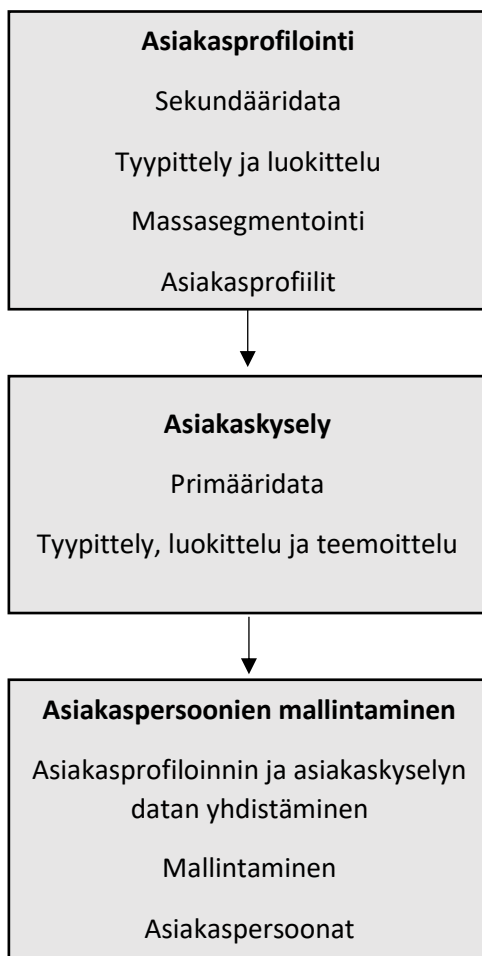 Asiakasprofilointi
Sekundääridata
Tyypittely ja luokittelu
Massasegmentointi
Asiakasprofiilit
Asiakaskysely
Primääridata
Tyypittely, luokittelu ja teemoittelu
Asiakaspersoonien mallintaminen
Asiakasprofiloinnin ja asiakaskyselyn
datan yhdistäminen
Mallintaminen
Asiakaspersoonat